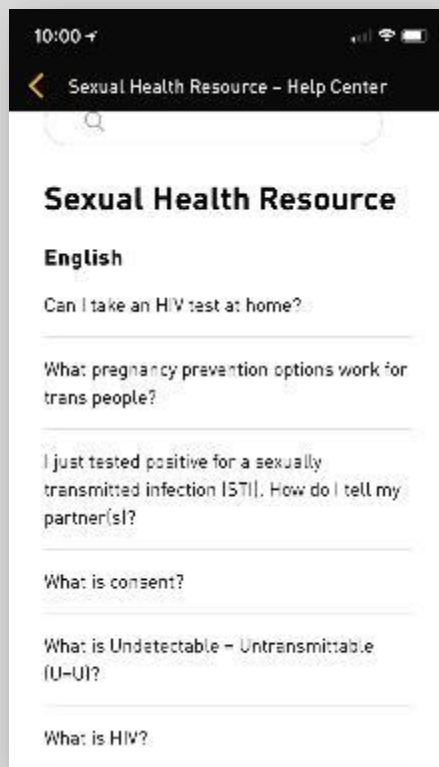 10:00
Sexual Health Resource – Help Center
Sexual Health Resource
English
Can I take an HIV test at home?
What pregnancy prevention options work for
trans people?
I just tested positive for a sexually
transmitted infection (STI). How do I tell my
partner(s)?
What is consent?
What is Undetectable = Untransmittable
(U=U)?
What is HIV?